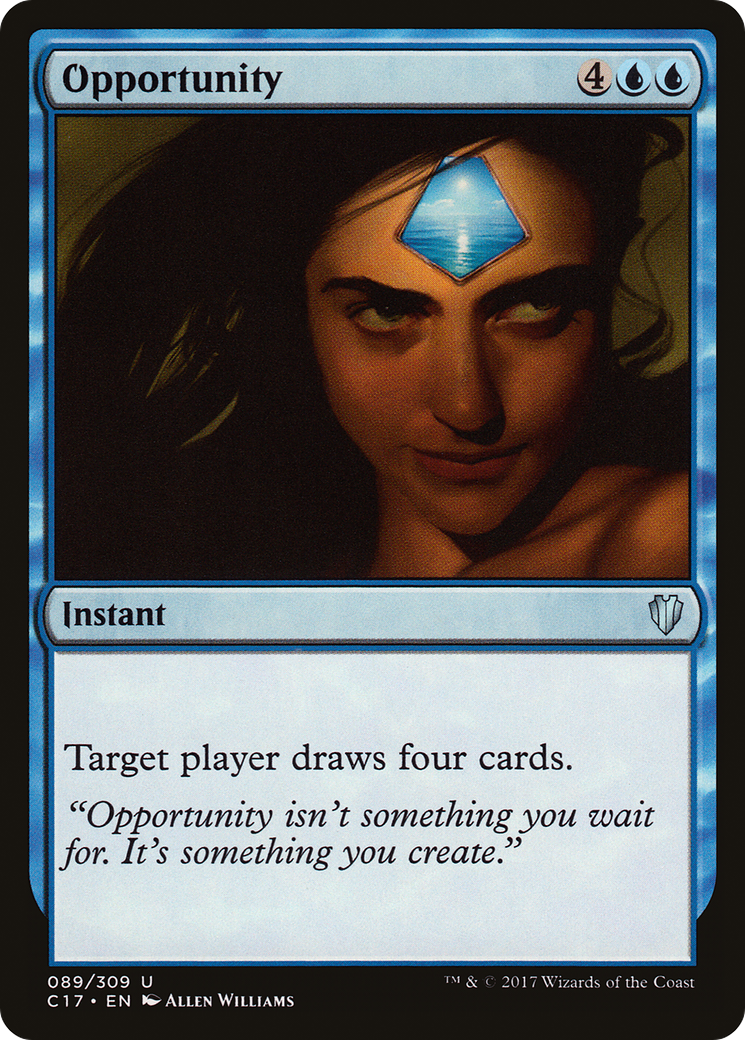 Opportunity 4
Instant
Target player draws four cards.
“Opportunity isn’t something you wait
for. It’s something you create.”
089/309 U
™ & © 2017 Wizards of the Coast
C17 • EN ALLEN WILLIAMS